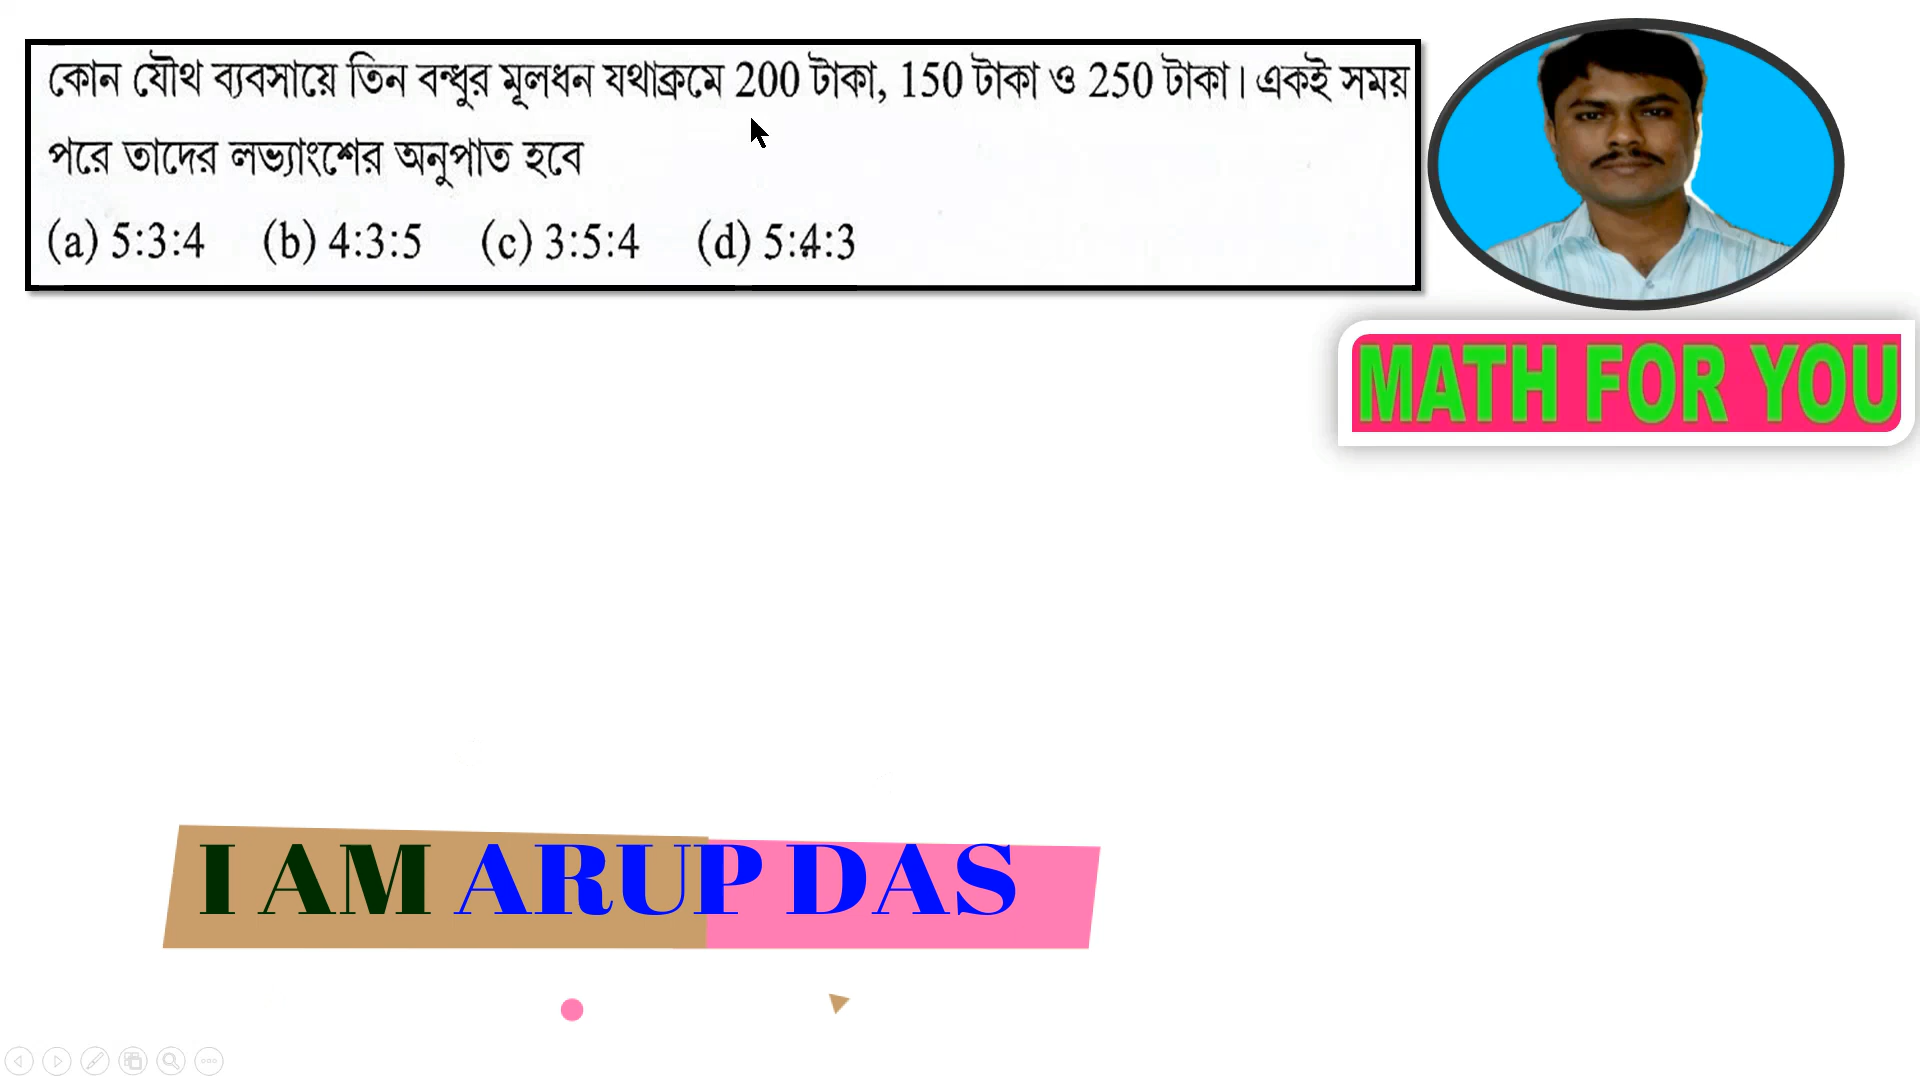 কোন যৌথ ব্যবসায়ে তিন বন্ধুর মূলধন যথাক্রমে 200 টাকা, 150 টাকা ও 250 টাকা। একই সময়
পরে তাদের লভ্যাংশের অনুপাত হবে
(a) 5:3:4 (b) 4:3:5 (c) 3:5:4 (d) 5:4:3
MATH FOR YOU
I AM ARUP DAS